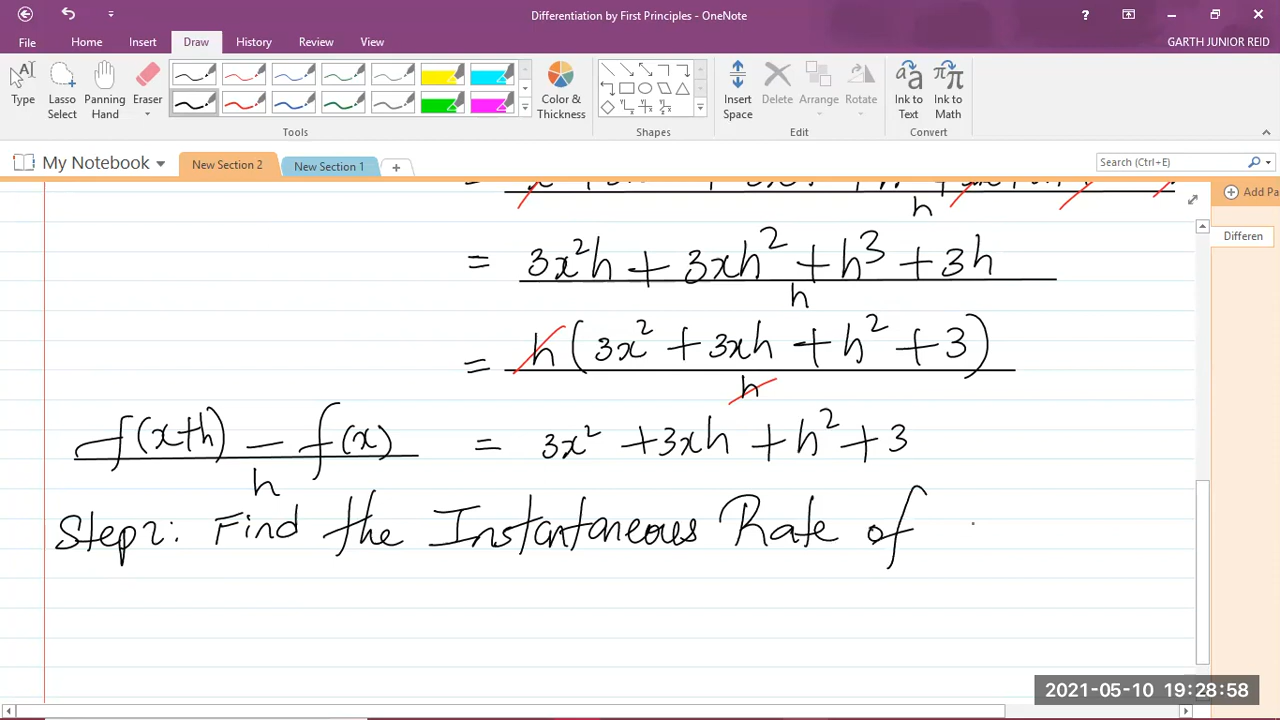 Differentiation by First Principles - OneNote
GARTH JUNIOR REID
File Home Insert Draw History Review View
Type
Lasso Select
Panning Hand
Eraser
Color & Thickness
Insert Space
Delete
Arrange
Rotate
Ink to Text
Ink to Math
Tools
Shapes
Edit
Convert
My Notebook
New Section 2
New Section 1
Search (Ctrl+E)
Add Pa
Differen
h
= 3x²h + 3xh² + h³ + 3h
h
= h(3x² + 3xh + h² + 3)
h
f(x+h) − f(x) = 3x² + 3xh + h² + 3
h
Step 2: Find the Instantaneous Rate of
2021-05-10 19:28:58